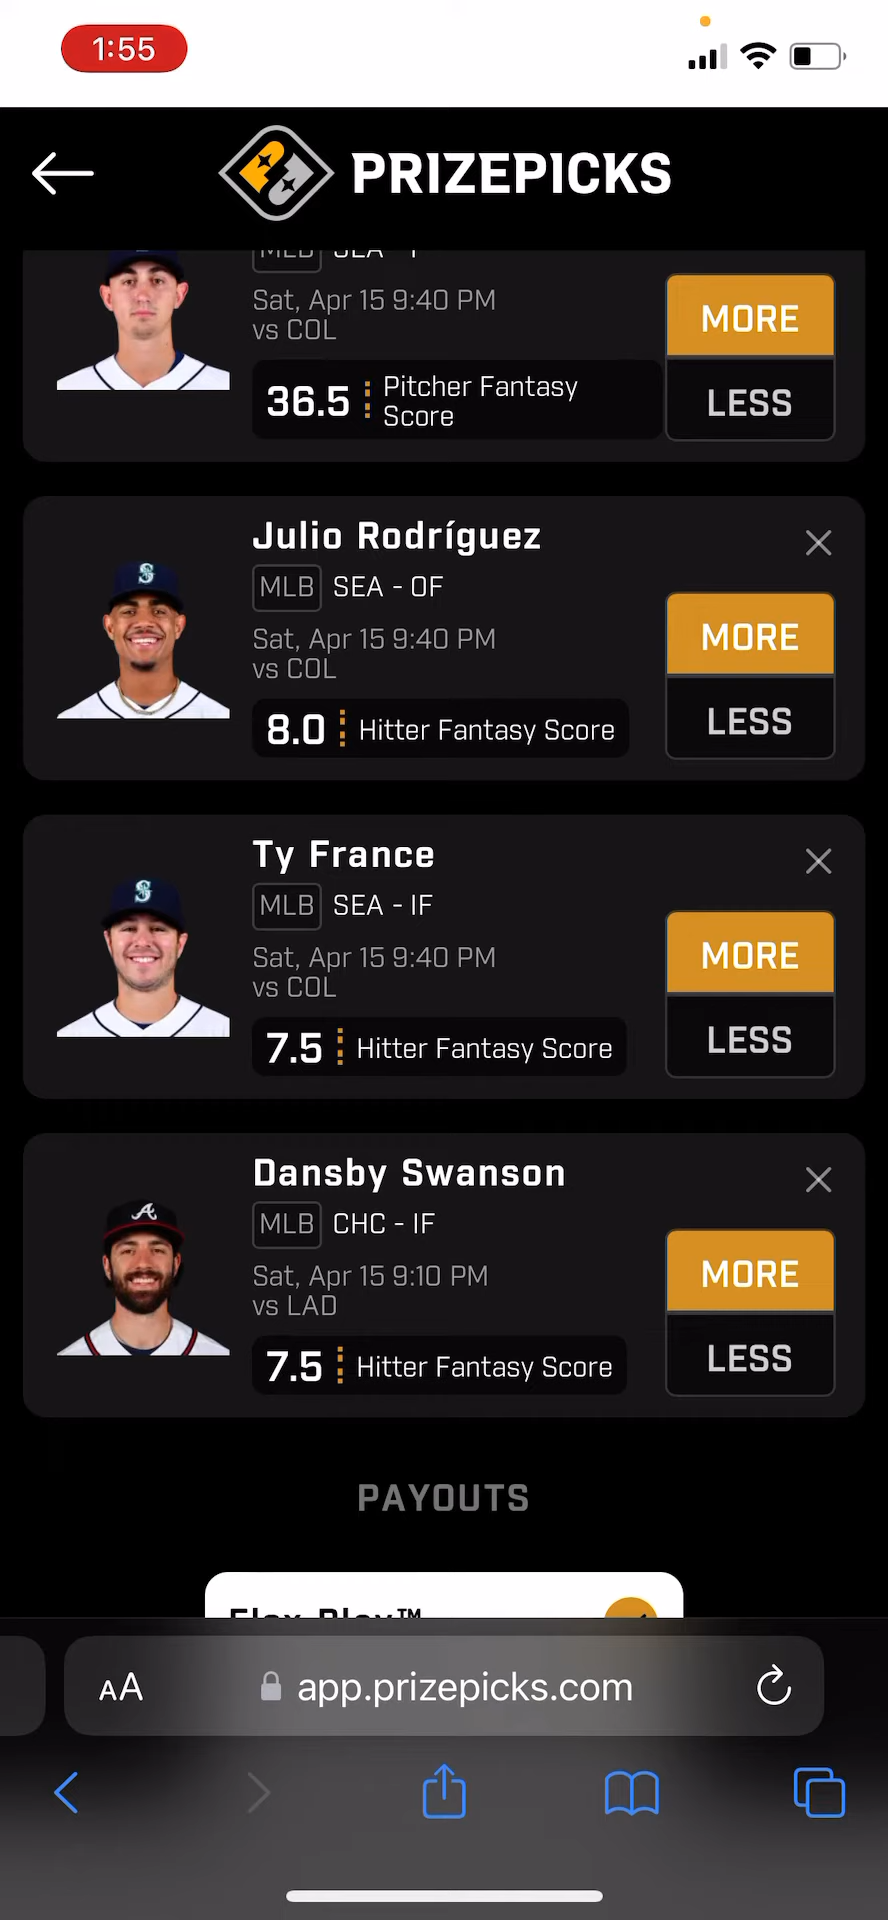 1:55
PRIZEPICKS
MLB SEA - P
Sat, Apr 15 9:40 PM
vs COL
36.5 Pitcher Fantasy
Score
MORE
LESS
Julio Rodríguez
MLB SEA - OF
Sat, Apr 15 9:40 PM
vs COL
8.0 Hitter Fantasy Score
MORE
LESS
Ty France
MLB SEA - IF
Sat, Apr 15 9:40 PM
vs COL
7.5 Hitter Fantasy Score
MORE
LESS
Dansby Swanson
MLB CHC - IF
Sat, Apr 15 9:10 PM
vs LAD
7.5 Hitter Fantasy Score
MORE
LESS
PAYOUTS
Flex Play™
AA app.prizepicks.com